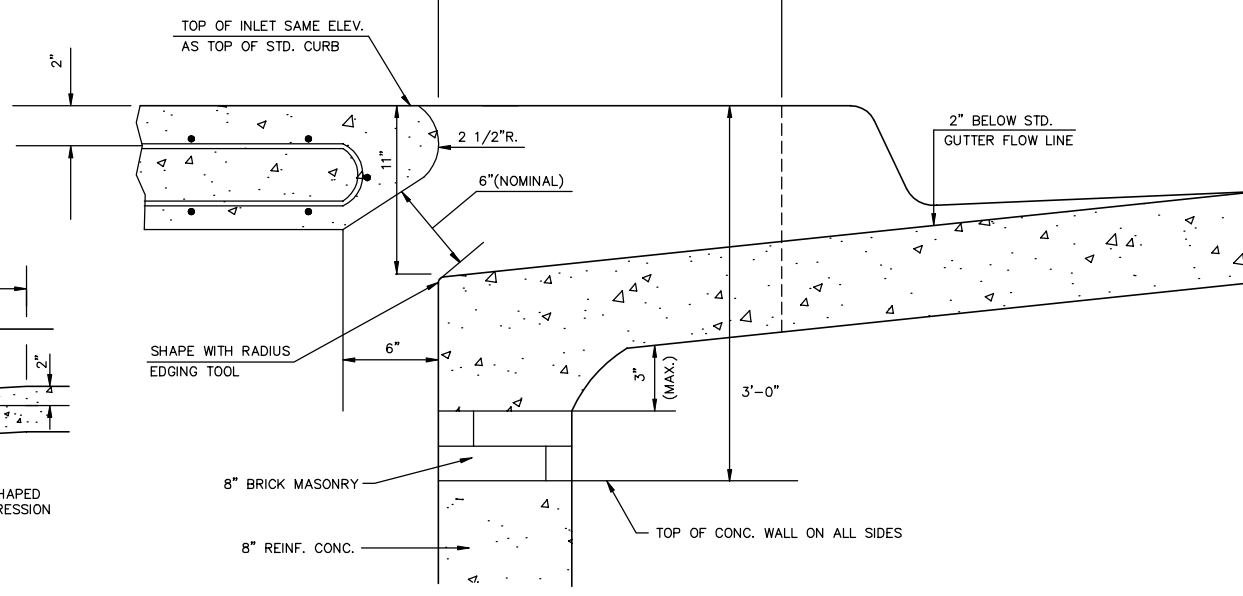 TOP OF INLET SAME ELEV.
AS TOP OF STD. CURB
2"
2" BELOW STD.
GUTTER FLOW LINE
2 1/2"R.
11"
6"(NOMINAL)
SHAPE WITH RADIUS
EDGING TOOL
6"
2"
3"
(MAX.)
3'-0"
8" BRICK MASONRY
HAPED
RESSION
TOP OF CONC. WALL ON ALL SIDES
8" REINF. CONC.